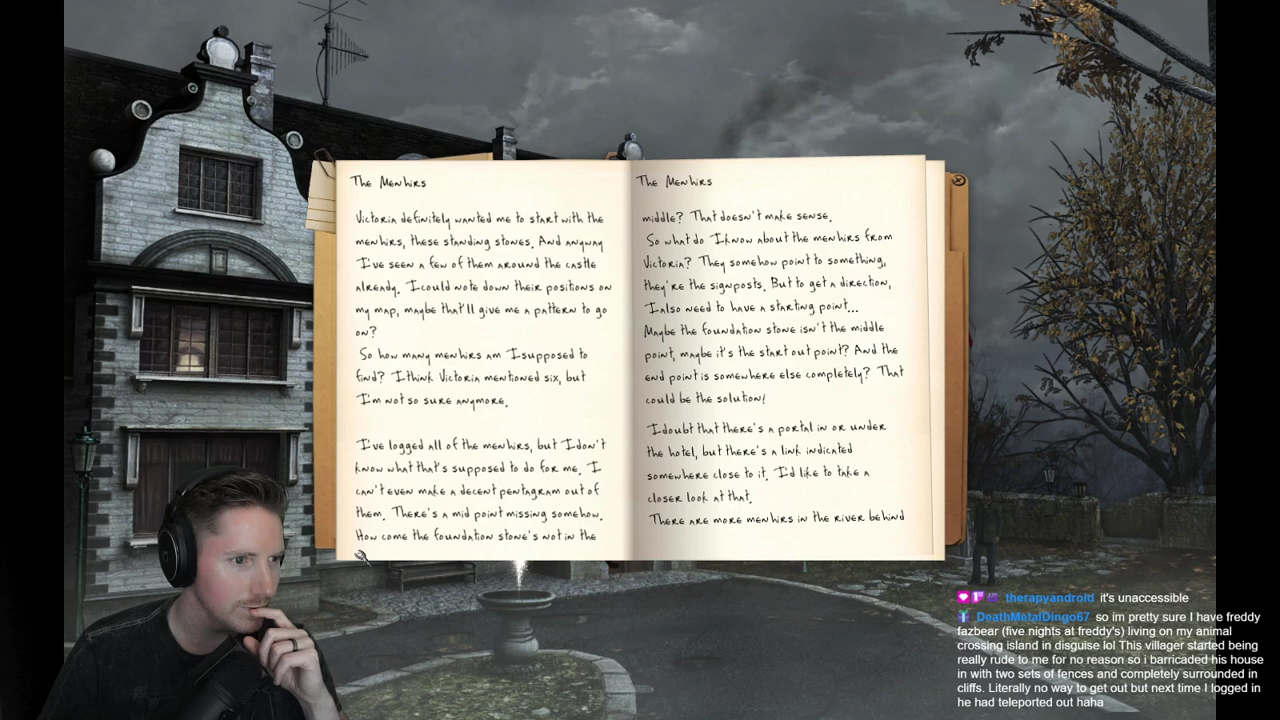 The Menhirs
Victoria definitely wanted me to start with the
menhirs, these standing stones. And anyway
I've seen a few of them around the castle
already. I could note down their positions on
my map, maybe that'll give me a pattern to go
on?
So how many menhirs am I supposed to
find? I think Victoria mentioned six, but
I'm not so sure anymore.
I've logged all of the menhirs, but I don't
know what that's supposed to do for me. I
can't even make a decent pentagram out of
them. There's a mid point missing somehow.
How come the foundation stone's not in the
The Menhirs
middle? That doesn't make sense.
So what do I know about the menhirs from
Victoria? They somehow point to something,
they're the signposts. But to get a direction,
I also need to have a starting point...
Maybe the foundation stone isn't the middle
point, maybe it's the start out point? And the
end point is somewhere else completely? That
could be the solution!
I doubt that there's a portal in or under
the hotel, but there's a link indicated
somewhere close to it. I'd like to take a
closer look at that.
There are more menhirs in the river behind
therapyandroid it's unaccessible
DeathMetalDingo67 so im pretty sure I have freddy
fazbear (five nights at freddy's) living on my animal
crossing island in disguise lol This villager started being
really rude to me for no reason so i barricaded his house
in with two sets of fences and completely surrounded in
cliffs. Literally no way to get out but next time I logged in
he had teleported out haha